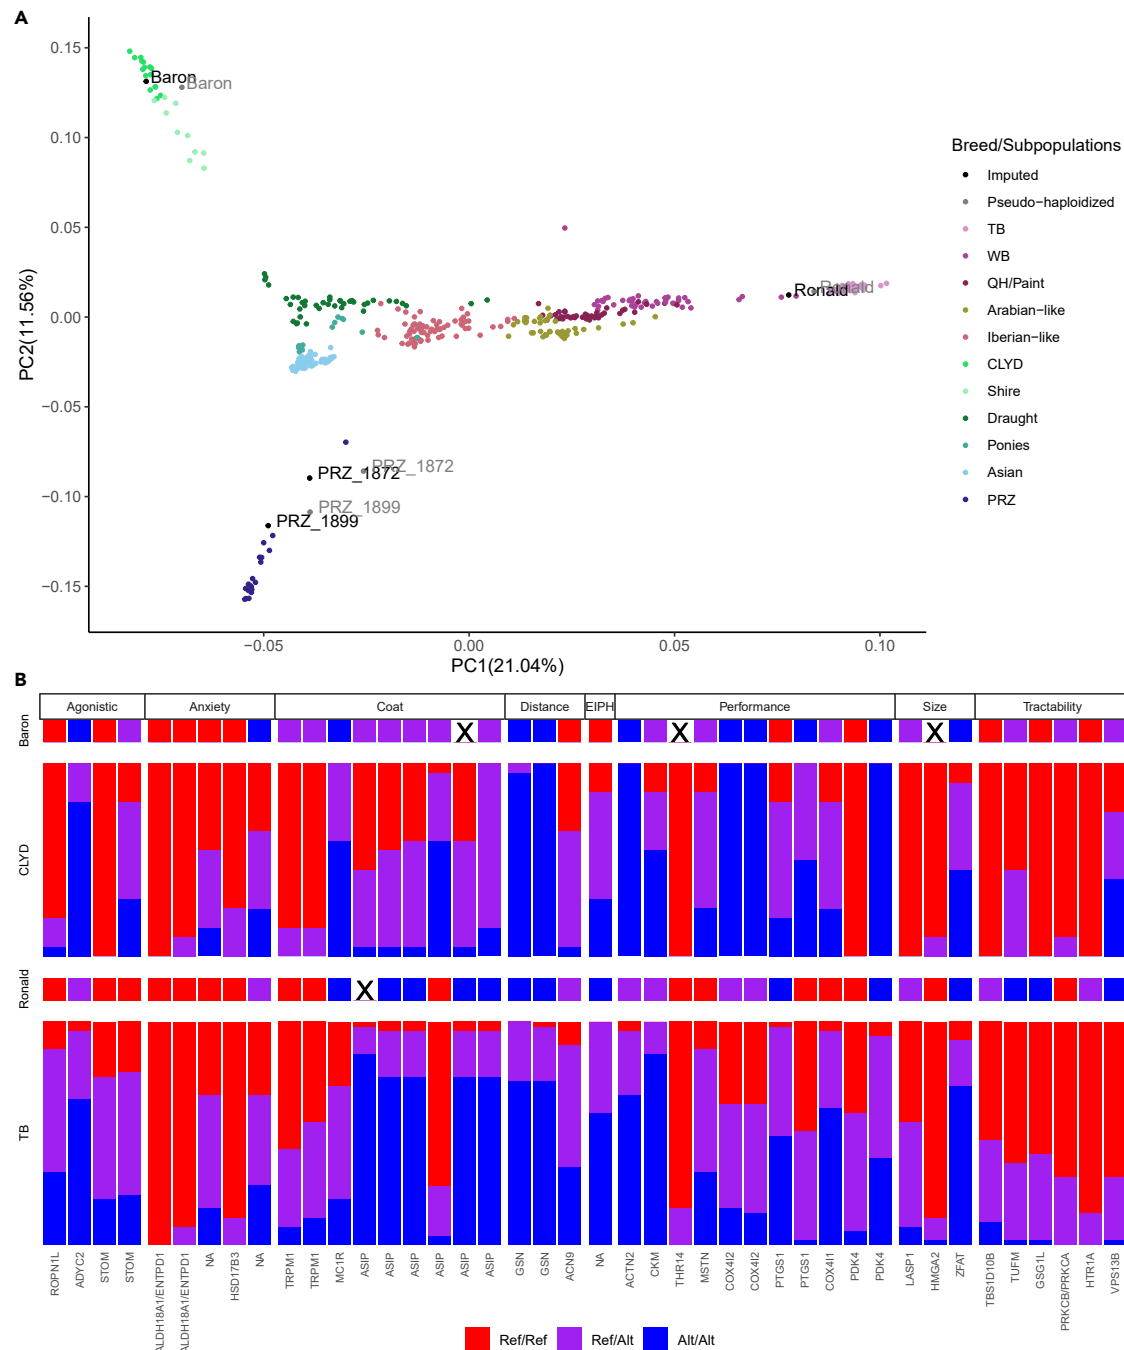 A
0.15
0.10
0.05
0.00
−0.05
−0.10
−0.15
PC2(11.56%)
Baron
Baron
Ronald
Ronald
PRZ_1872
PRZ_1872
PRZ_1899
PRZ_1899
−0.05
0.00
0.05
0.10
PC1(21.04%)
Breed/Subpopulations
Imputed
Pseudo−haploidized
TB
WB
QH/Paint
Arabian−like
Iberian−like
CLYD
Shire
Draught
Ponies
Asian
PRZ
B
Agonistic Anxiety Coat Distance EIPH Performance Size Tractability
Baron
X X X
CLYD
Ronald
X
TB
ROPN1L
ADYC2
STOM
STOM
ALDH18A1/ENTPD1
ALDH18A1/ENTPD1
NA
HSD17B3
NA
TRPM1
TRPM1
MC1R
ASIP
ASIP
ASIP
ASIP
ASIP
ASIP
GSN
GSN
ACN9
NA
ACTN2
CKM
THR14
MSTN
COX4I2
COX4I2
PTGS1
PTGS1
COX4I1
PDK4
PDK4
LASP1
HMGA2
ZFAT
TBS1D10B
TUFM
GSG1L
PRKCB/PRKCA
HTR1A
VPS13B
Ref/Ref Ref/Alt Alt/Alt